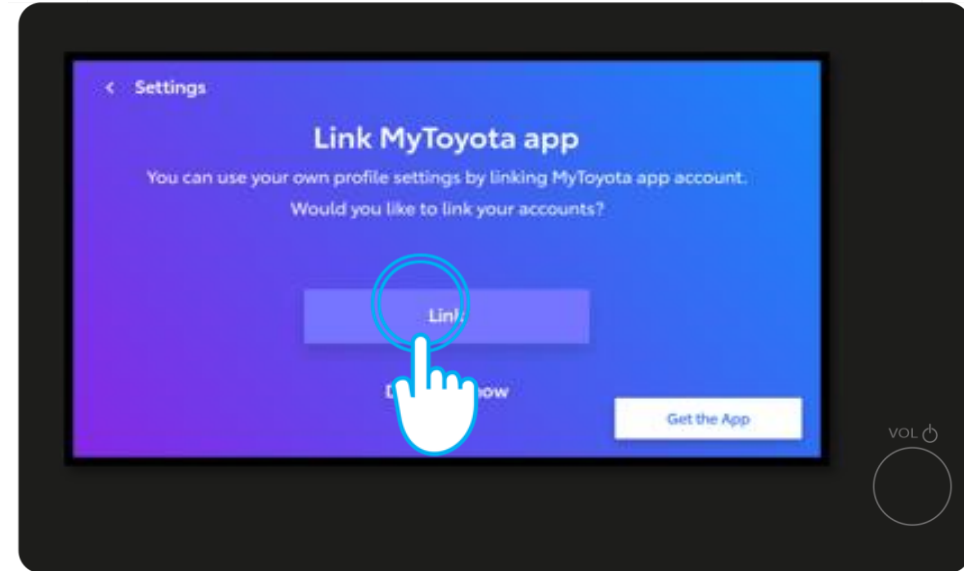 < Settings
Link MyToyota app
You can use your own profile settings by linking MyToyota app account.
Would you like to link your accounts?
Link
Get the App
VOL